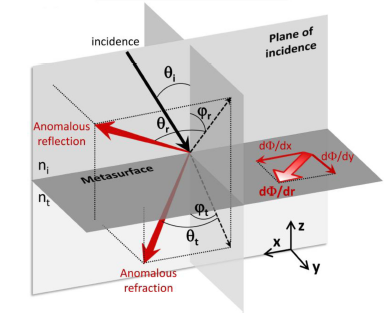 Plane of
incidence
incidence
θi
θr
φr
Anomalous
reflection
dΦ/dx
dΦ/dy
ni
Metasurface
dΦ/dr
nt
φt
θt
z
x
y
Anomalous
refraction